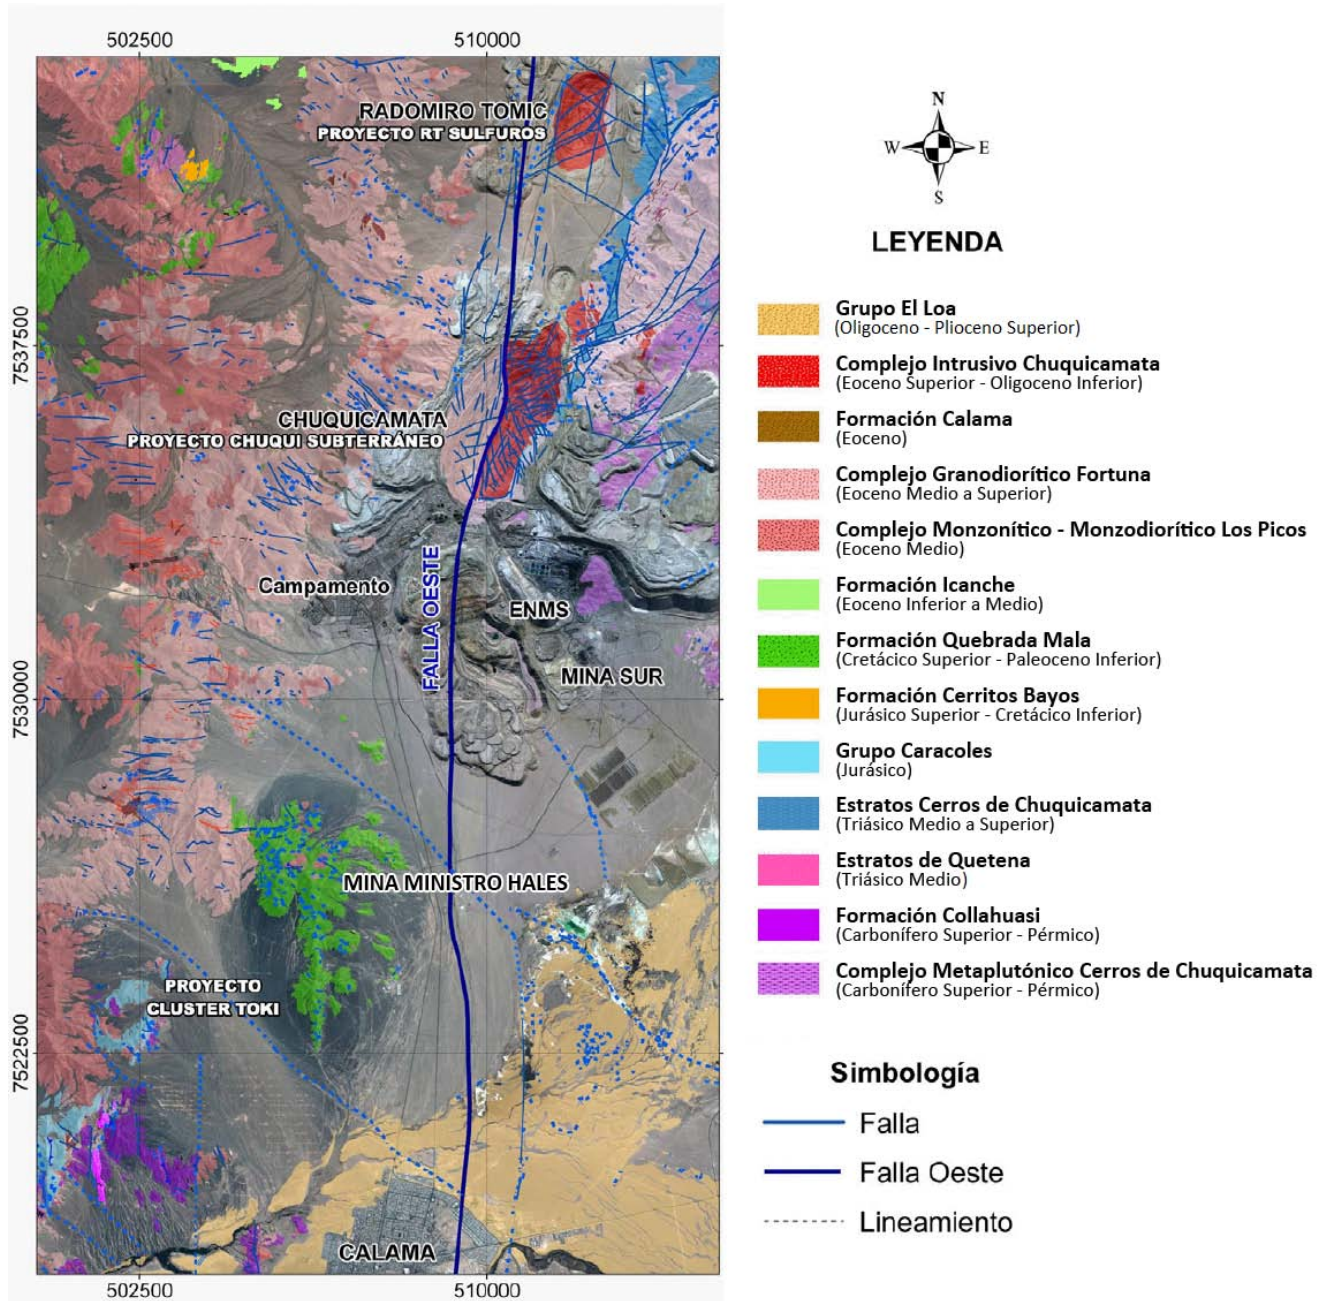 502500
510000
RADOMIRO TOMIC
PROYECTO RT SULFUROS
7537500
CHUQUICAMATA
PROYECTO CHUQUI SUBTERRÁNEO
FALLA OESTE
Campamento
ENMS
MINA SUR
7530000
MINA MINISTRO HALES
PROYECTO
CLUSTER TOKI
7522500
CALAMA
502500
510000
N
W
E
S
LEYENDA
Grupo El Loa
(Oligoceno - Plioceno Superior)
Complejo Intrusivo Chuquicamata
(Eoceno Superior - Oligoceno Inferior)
Formación Calama
(Eoceno)
Complejo Granodiorítico Fortuna
(Eoceno Medio a Superior)
Complejo Monzonítico - Monzodiorítico Los Picos
(Eoceno Medio)
Formación Icanche
(Eoceno Inferior a Medio)
Formación Quebrada Mala
(Cretácico Superior - Paleoceno Inferior)
Formación Cerritos Bayos
(Jurásico Superior - Cretácico Inferior)
Grupo Caracoles
(Jurásico)
Estratos Cerros de Chuquicamata
(Triásico Medio a Superior)
Estratos de Quetena
(Triásico Medio)
Formación Collahuasi
(Carbonífero Superior - Pérmico)
Complejo Metaplutónico Cerros de Chuquicamata
(Carbonífero Superior - Pérmico)
Simbología
Falla
Falla Oeste
Lineamiento